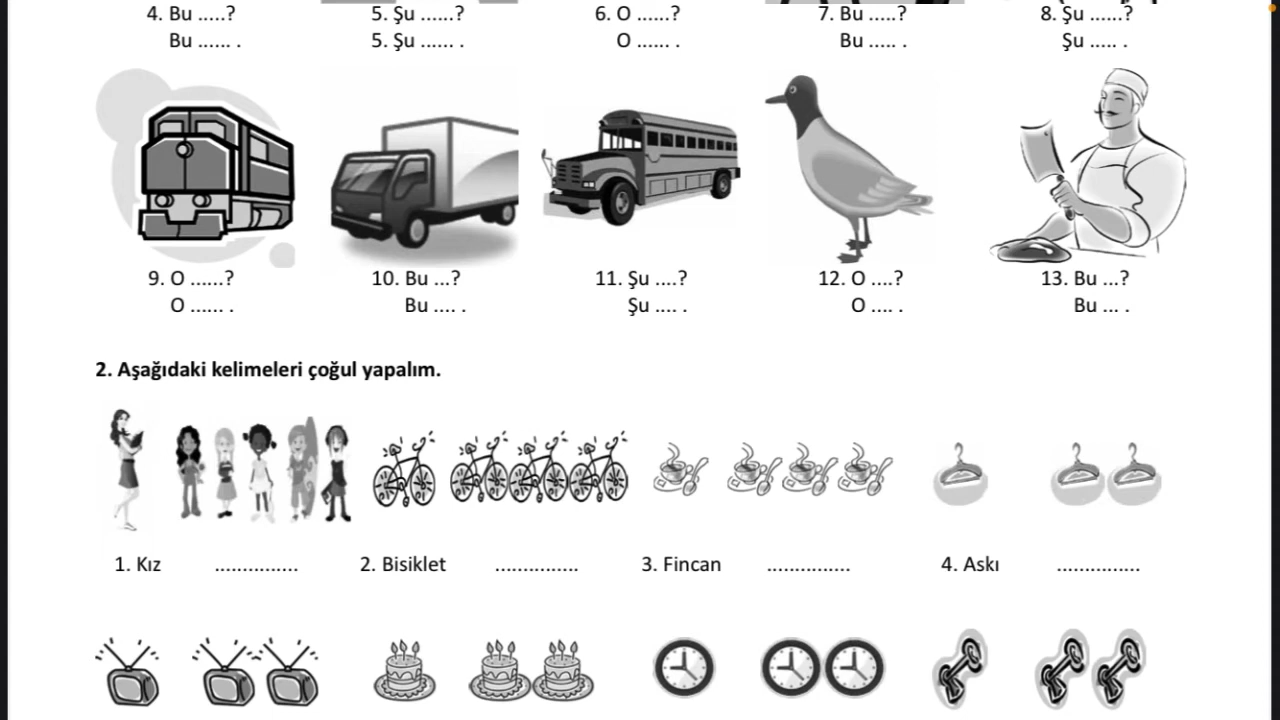 4. Bu .....? 5. Şu ......? 6. O ......? 7. Bu .....? 8. Şu ......?
Bu ...... . 5. Şu ...... . O ...... . Bu ..... . Şu ..... .
9. O ......? 10. Bu ...? 11. Şu ....? 12. O ....? 13. Bu ...?
O ...... . Bu .... . Şu .... . O .... . Bu ... .
2. Aşağıdaki kelimeleri çoğul yapalım.
1. Kız ............... 2. Bisiklet ............... 3. Fincan ............... 4. Askı ...............